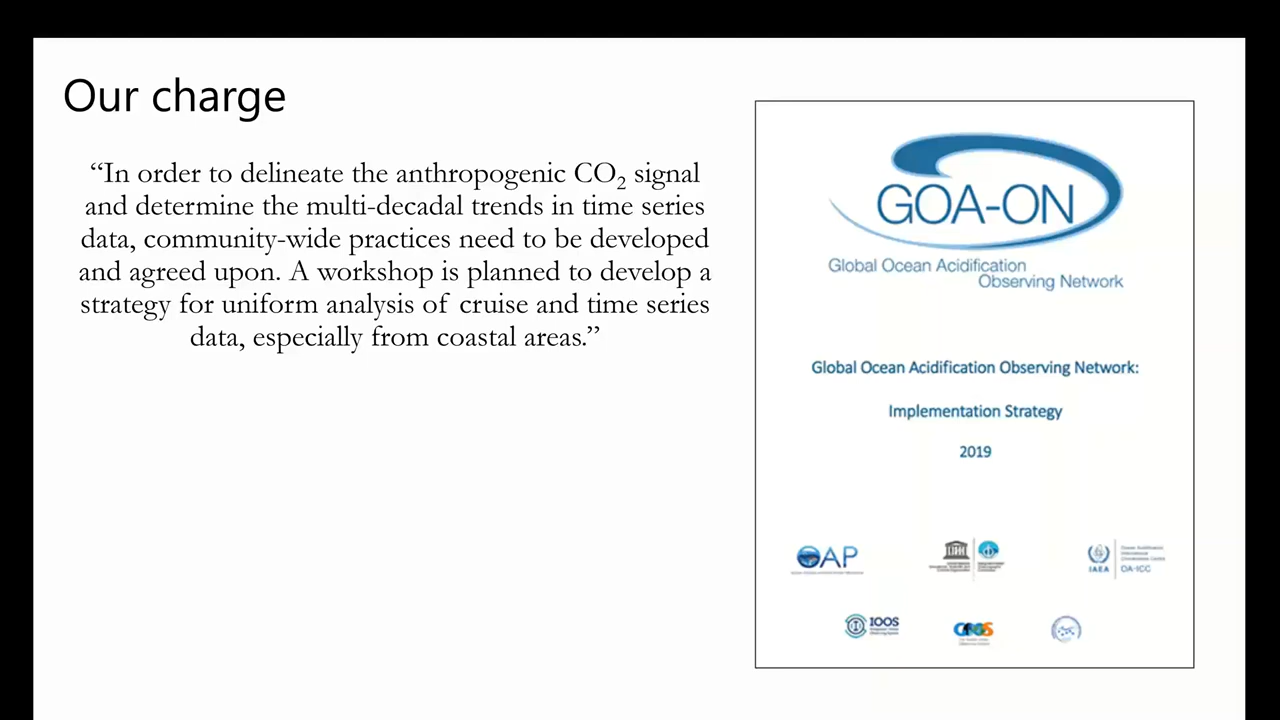 Our charge
“In order to delineate the anthropogenic CO₂ signal
and determine the multi-decadal trends in time series
data, community-wide practices need to be developed
and agreed upon. A workshop is planned to develop a
strategy for uniform analysis of cruise and time series
data, especially from coastal areas.”
GOA-ON
Global Ocean Acidification
Observing Network
Global Ocean Acidification Observing Network:
Implementation Strategy
2019
OAP
IAEA
OA-ICC
IOOS